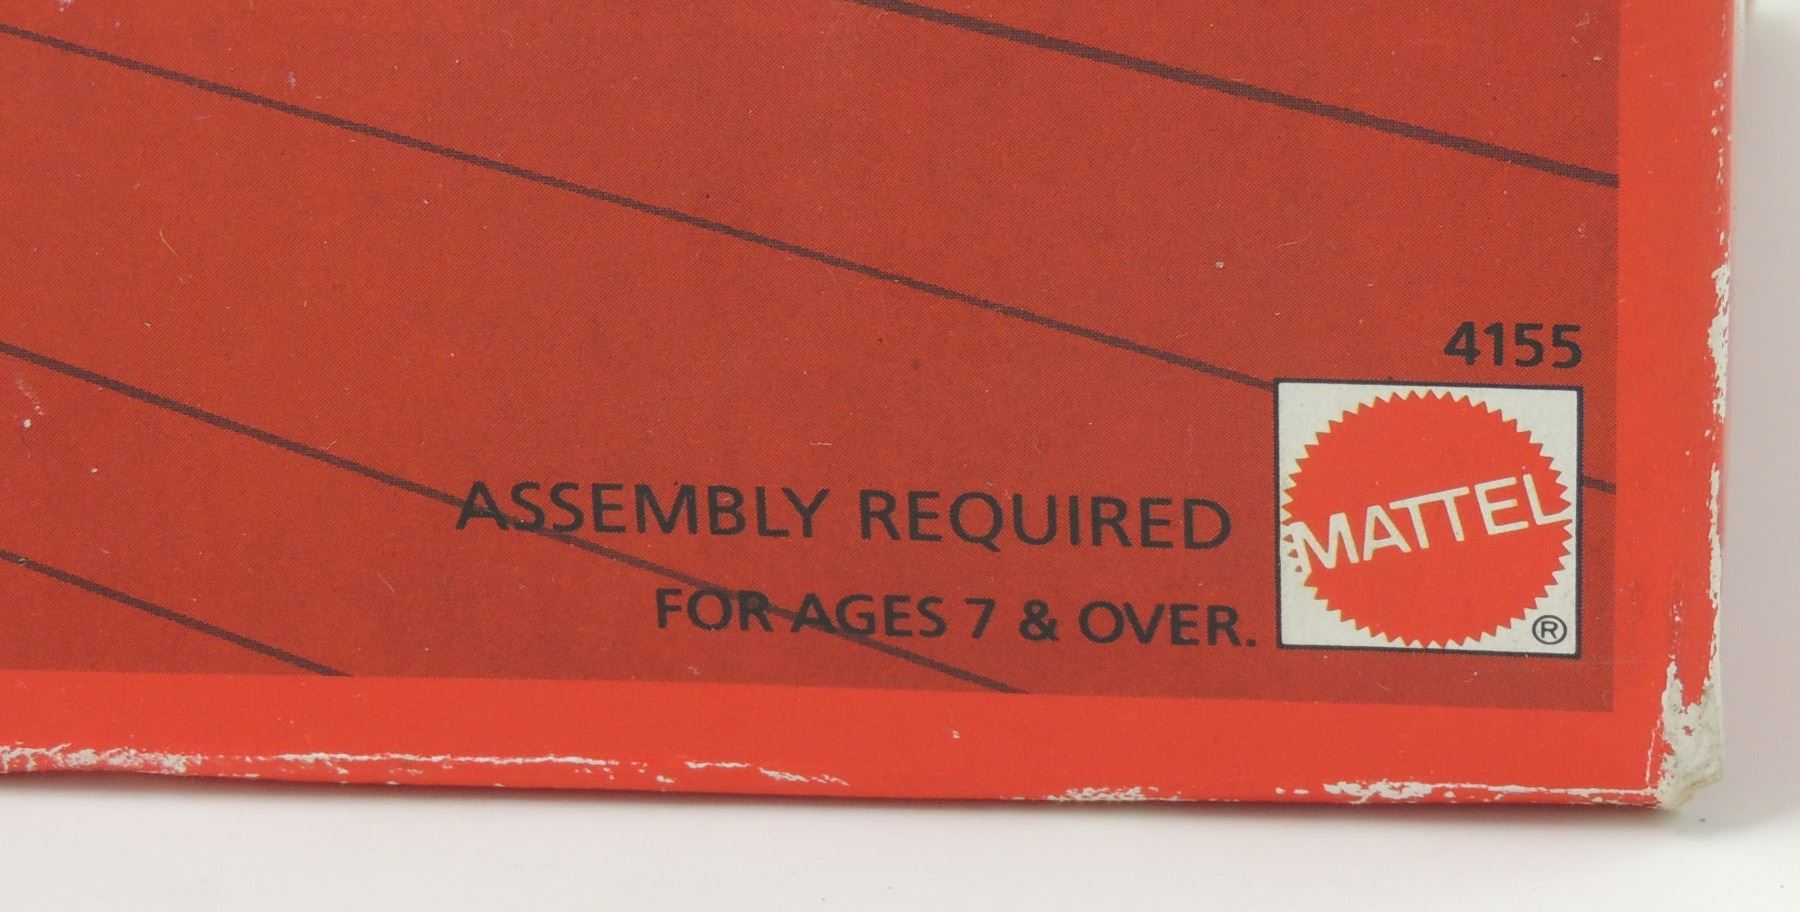 4155
MATTEL
®
ASSEMBLY REQUIRED
FOR AGES 7 & OVER.